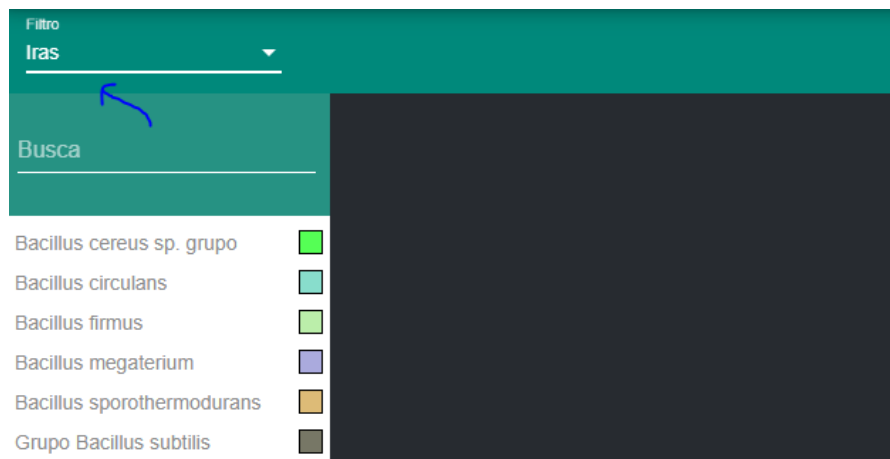 Filtro
Iras
Busca
Bacillus cereus sp. grupo
Bacillus circulans
Bacillus firmus
Bacillus megaterium
Bacillus sporothermodurans
Grupo Bacillus subtilis